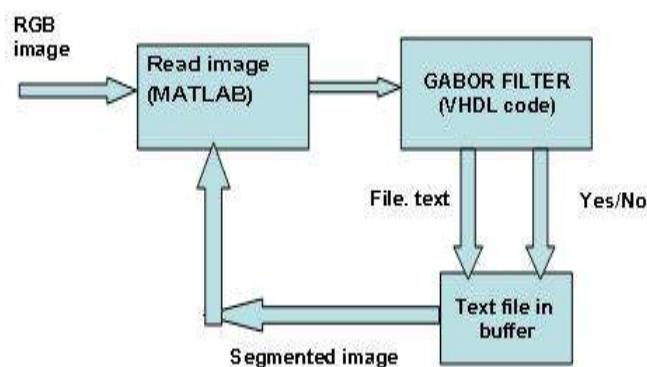 RGB
image
Read image
(MATLAB)
GABOR FILTER
(VHDL code)
File. text
Yes/No
Text file in
buffer
Segmented image